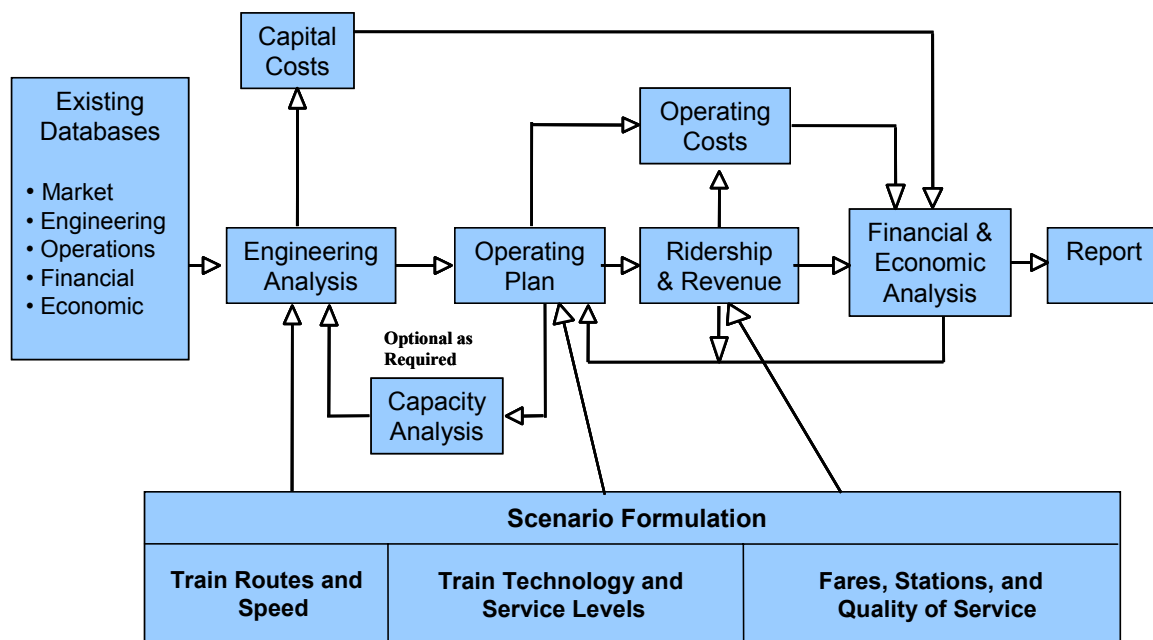 Capital
Costs
Existing
Databases
• Market
• Engineering
• Operations
• Financial
• Economic
Operating
Costs
Engineering
Analysis
Operating
Plan
Ridership
& Revenue
Financial &
Economic
Analysis
Report
Optional as
Required
Capacity
Analysis
Scenario Formulation
Train Routes and
Speed
Train Technology and
Service Levels
Fares, Stations, and
Quality of Service